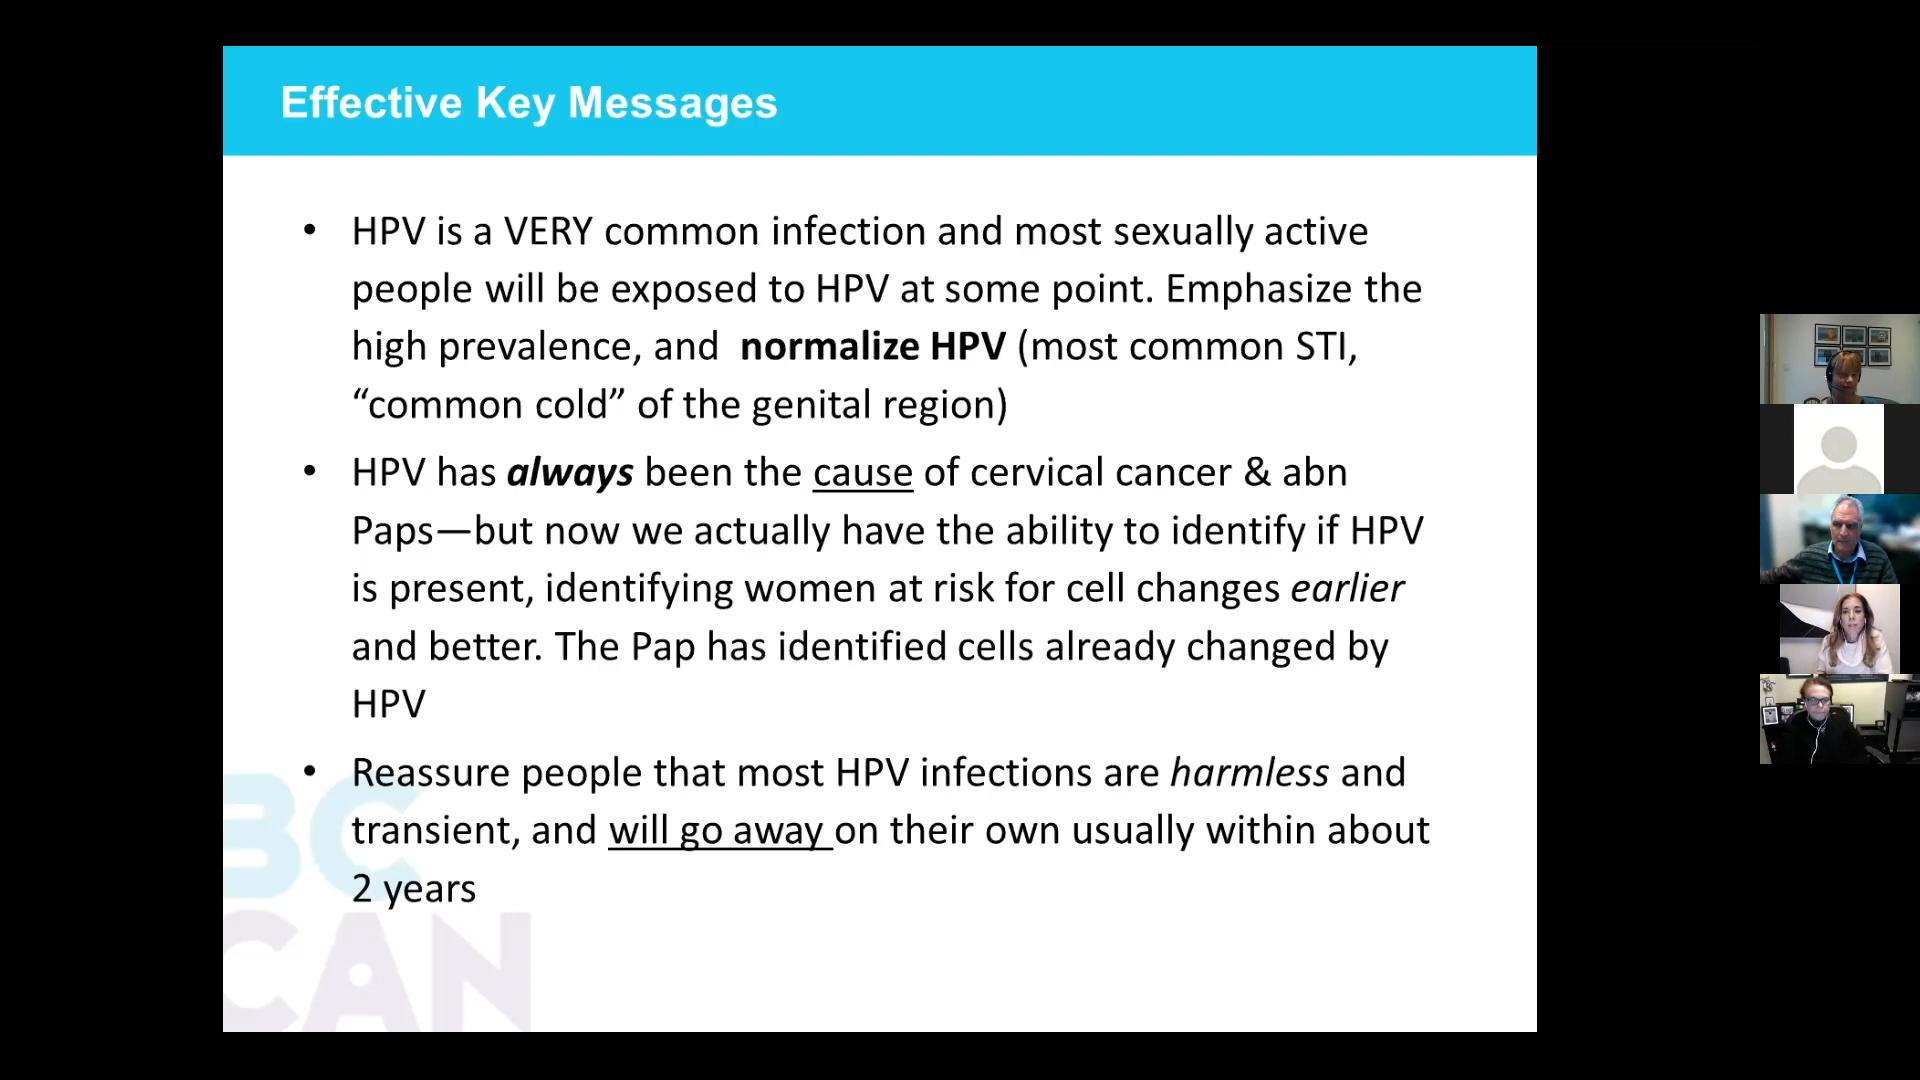 Effective Key Messages
• HPV is a VERY common infection and most sexually active
people will be exposed to HPV at some point. Emphasize the
high prevalence, and normalize HPV (most common STI,
“common cold” of the genital region)
• HPV has always been the cause of cervical cancer & abn
Paps—but now we actually have the ability to identify if HPV
is present, identifying women at risk for cell changes earlier
and better. The Pap has identified cells already changed by
HPV
• Reassure people that most HPV infections are harmless and
transient, and will go away on their own usually within about
2 years
BC
CAN